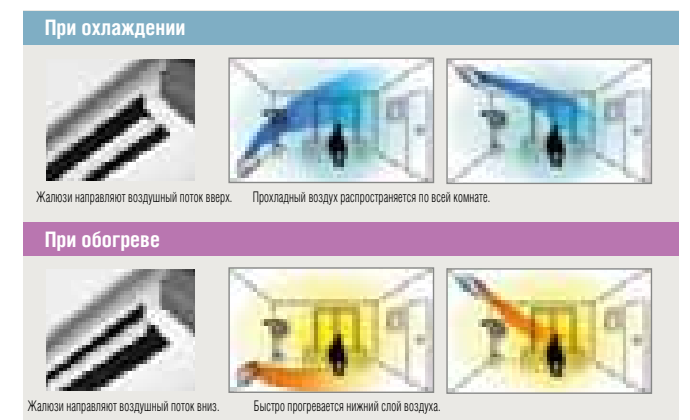 При охлаждении
Жалюзи направляют воздушный поток вверх.
Прохладный воздух распространяется по всей комнате.
При обогреве
Жалюзи направляют воздушный поток вниз.
Быстро прогревается нижний слой воздуха.